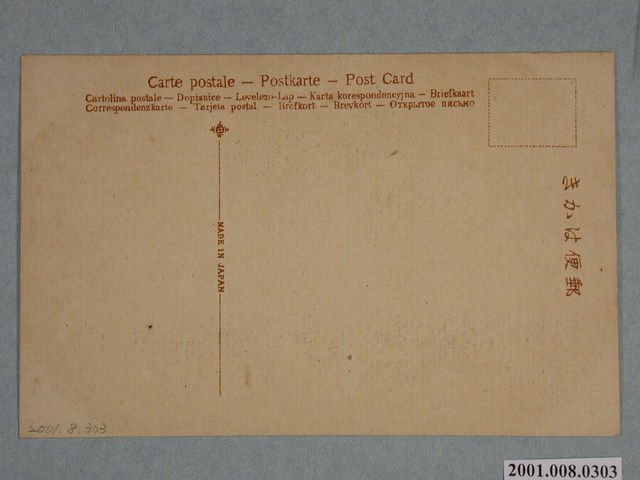 Carte postale — Postkarte — Post Card
Cartolina postale — Dopisnice — Levelezo-Lap — Karta korespondencyjna — Briefkaart
Correspondenzkarte — Tarjeta postal — Brefkort — Brevkort — Открытое письмо
MADE IN JAPAN
きかは便郵
2001.8.303
2001.008.0303